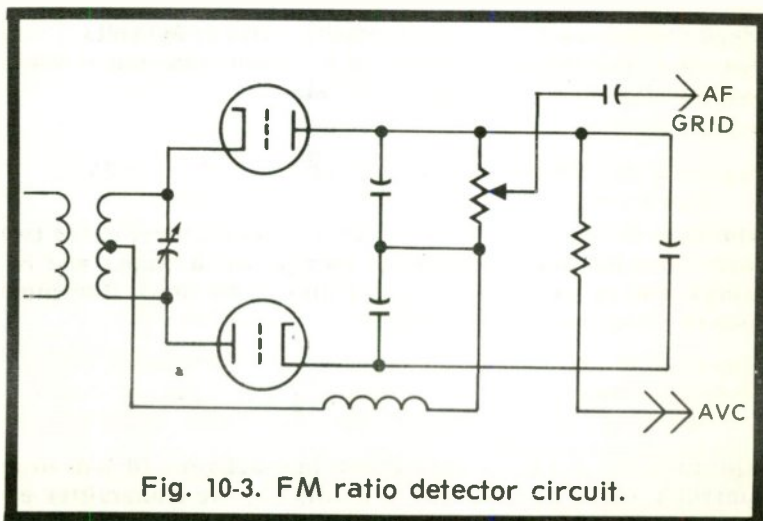 AF
GRID
AVC
Fig. 10-3. FM ratio detector circuit.